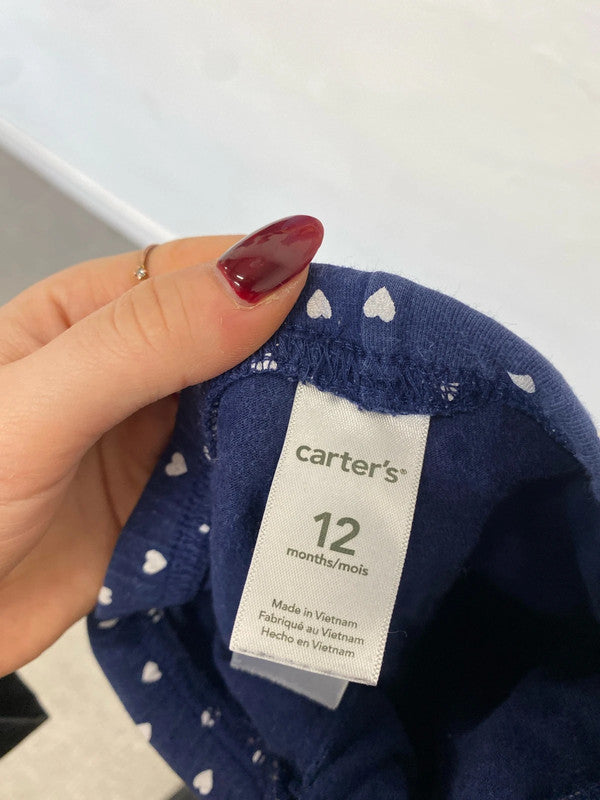 carter's®
12
months/mois
Made in Vietnam
Fabriqué au Vietnam
Hecho en Vietnam